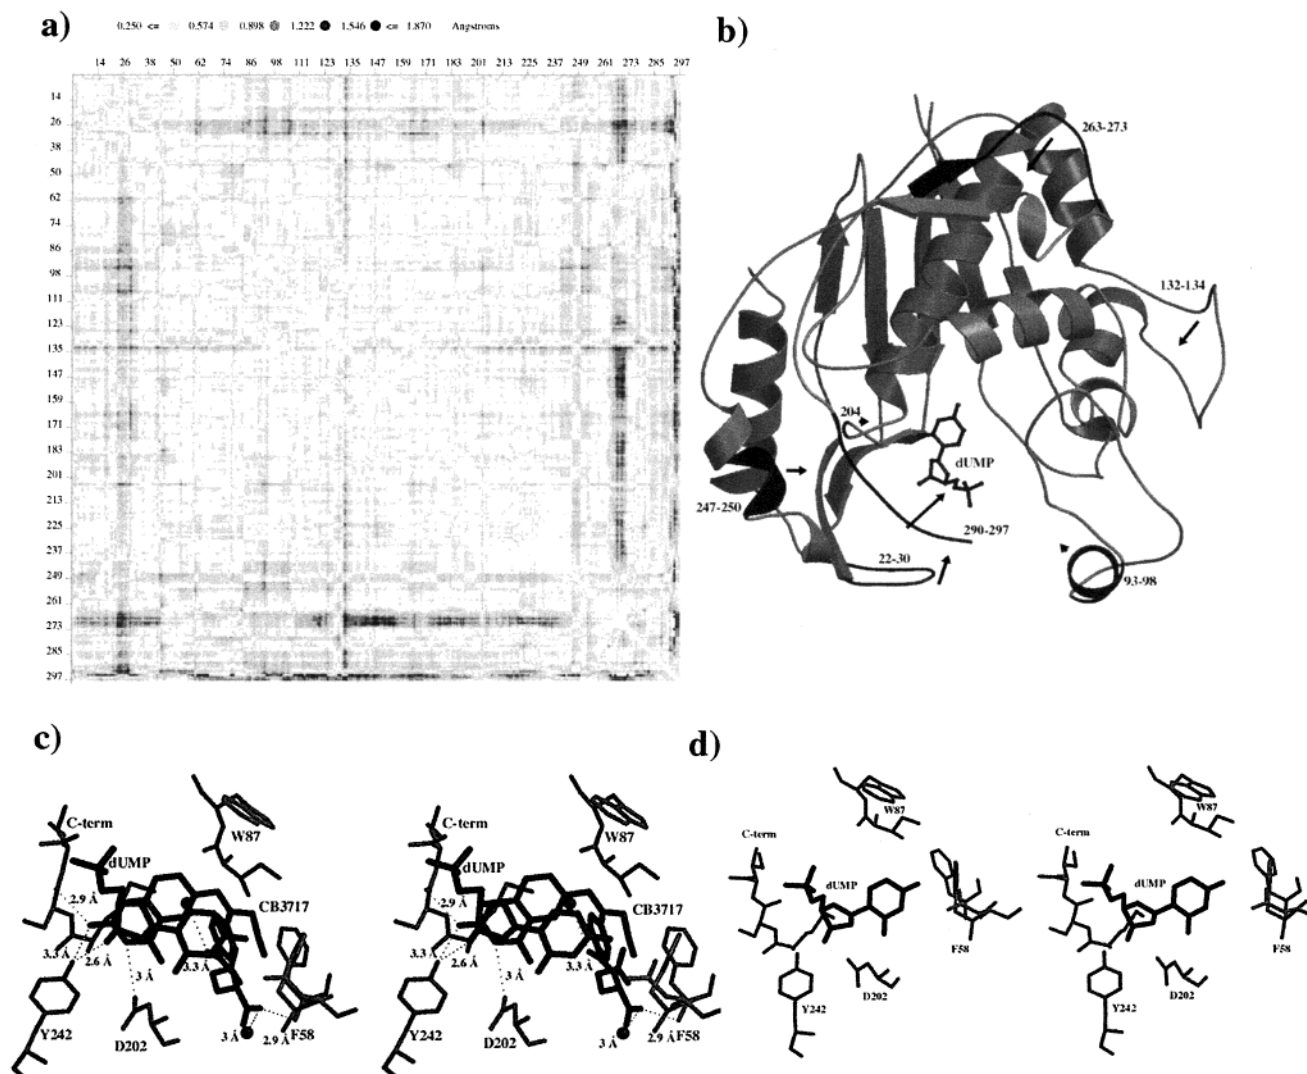 a)
0.250 <= 0.574 0.898 1.222 1.546 <= 1.870 Angstroms
14 26 38 50 62 74 86 98 111 123 135 147 159 171 183 201 213 225 237 249 261 273 285 297
14
26
38
50
62
74
86
98
111
123
135
147
159
171
183
201
213
225
237
249
261
273
285
297
b)
263-273
132-134
204
dUMP
247-250
290-297
22-30
93-98
c)
C-term
W87
dUMP
2.9 Å
3.3 Å
2.6 Å
3 Å
3.3 Å
Y242
D202
3 Å
2.9 Å
F58
C-term
W87
dUMP
CB3717
2.9 Å
3.3 Å
2.6 Å
3 Å
3.3 Å
Y242
D202
3 Å
2.9 Å
F58
d)
W87
C-term
dUMP
F58
D202
Y242
W87
C-term
dUMP
F58
D202
Y242